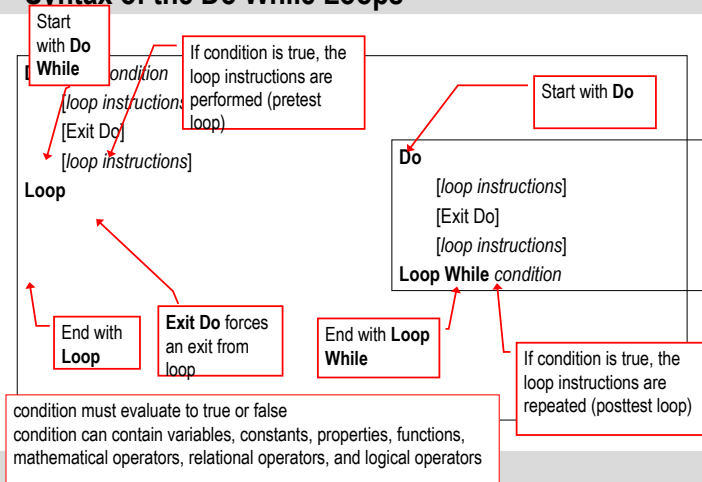 Syntax of the Do While Loops
Start
with Do
While
If condition is true, the
loop instructions are
performed (pretest
loop)
condition
[loop instructions
[Exit Do]
[loop instructions]
Loop
Start with Do
Do
[loop instructions]
[Exit Do]
[loop instructions]
Loop While condition
End with
Loop
Exit Do forces
an exit from
loop
End with Loop
While
If condition is true, the
loop instructions are
repeated (posttest loop)
condition must evaluate to true or false
condition can contain variables, constants, properties, functions,
mathematical operators, relational operators, and logical operators